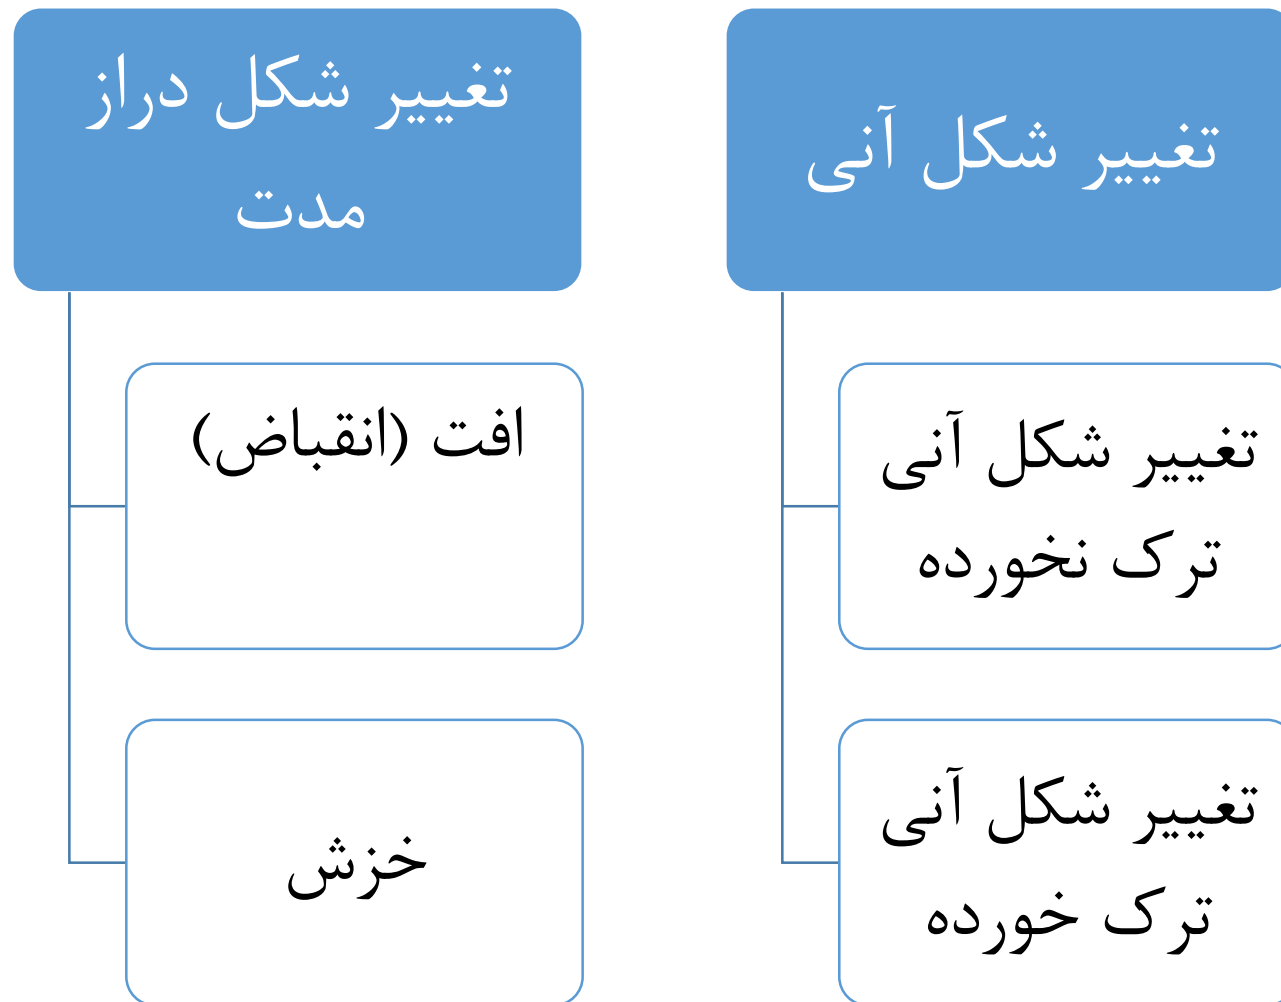 تغییر شکل آنی
تغییر شکل آنی
ترک نخورده
تغییر شکل آنی
ترک خورده
تغییر شکل دراز
مدت
افت (انقباض)
خزش